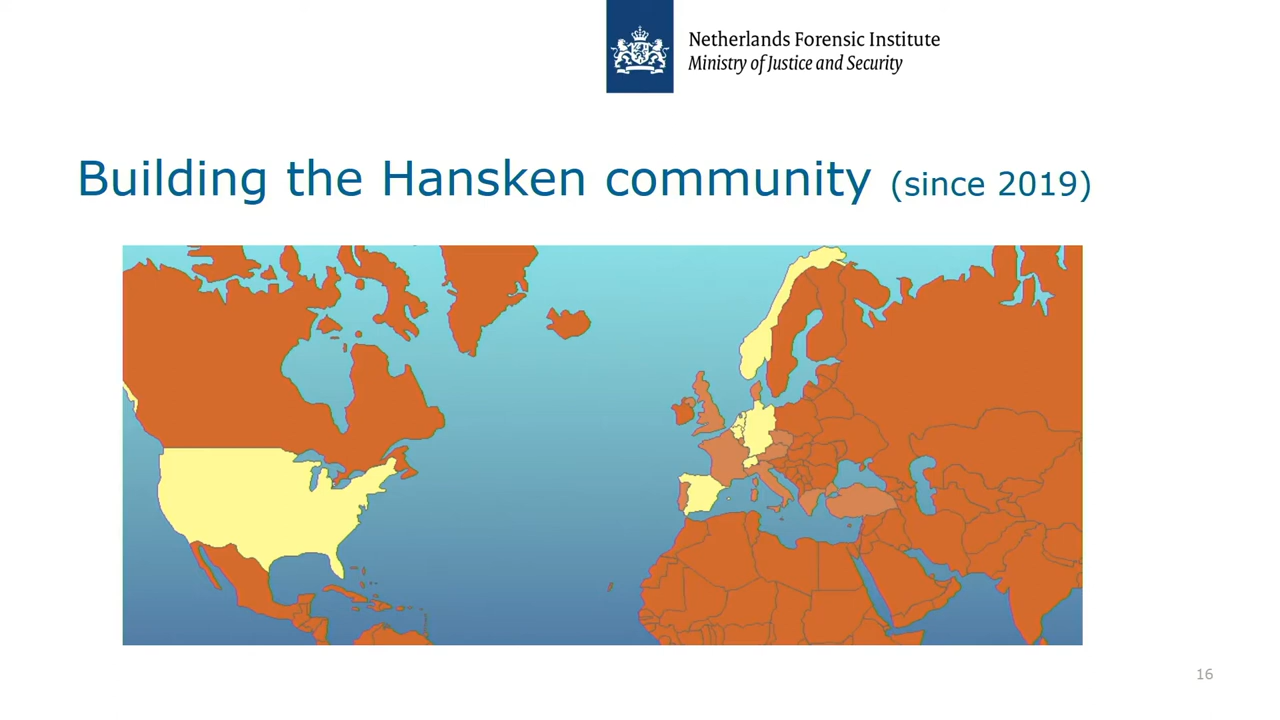 Netherlands Forensic Institute
Ministry of Justice and Security
Building the Hansken community (since 2019)
16